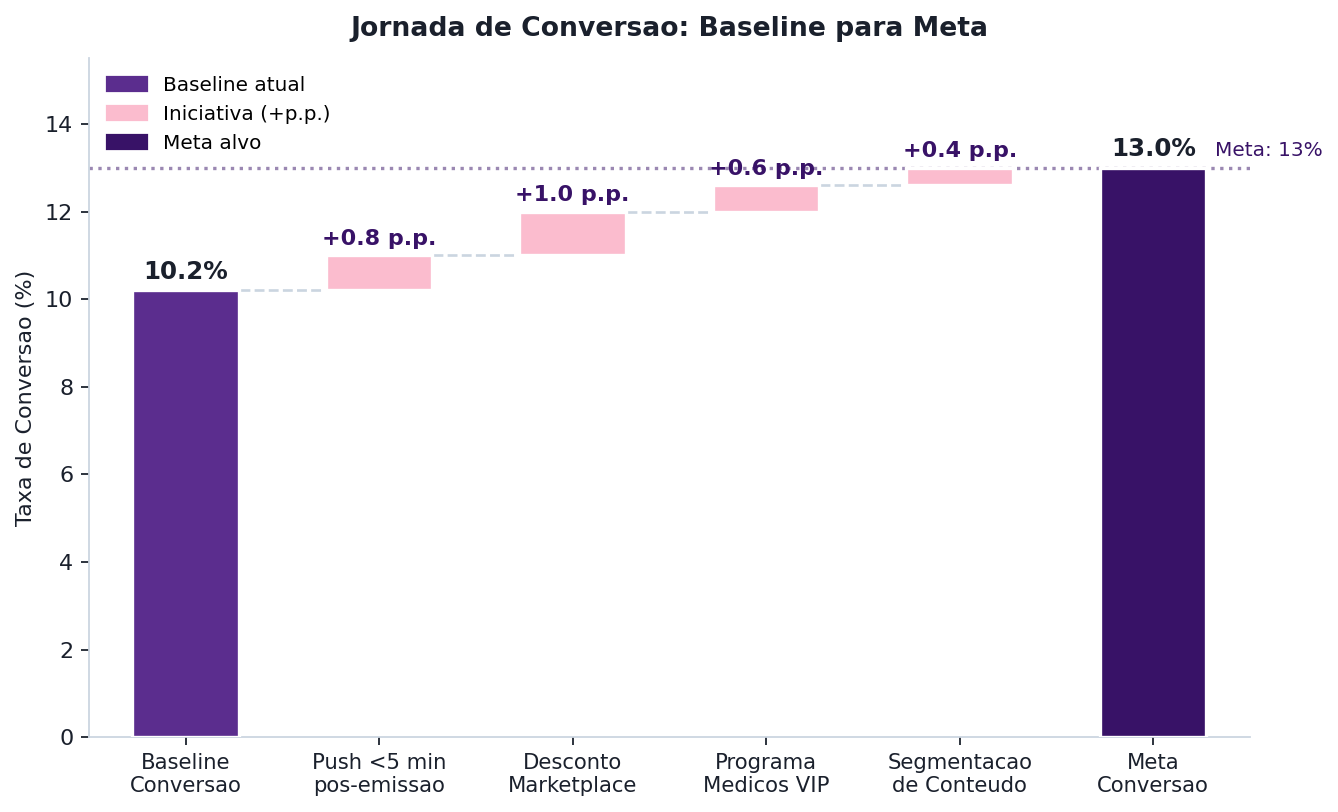 Jornada de Conversao: Baseline para Meta
Baseline atual
Iniciativa (+p.p.)
Meta alvo
Taxa de Conversao (%)
14
12
10
8
6
4
2
0
10.2%
+0.8 p.p.
+1.0 p.p.
+0.6 p.p.
+0.4 p.p.
13.0%
Meta: 13%
Baseline
Conversao
Push <5 min
pos-emissao
Desconto
Marketplace
Programa
Medicos VIP
Segmentacao
de Conteudo
Meta
Conversao